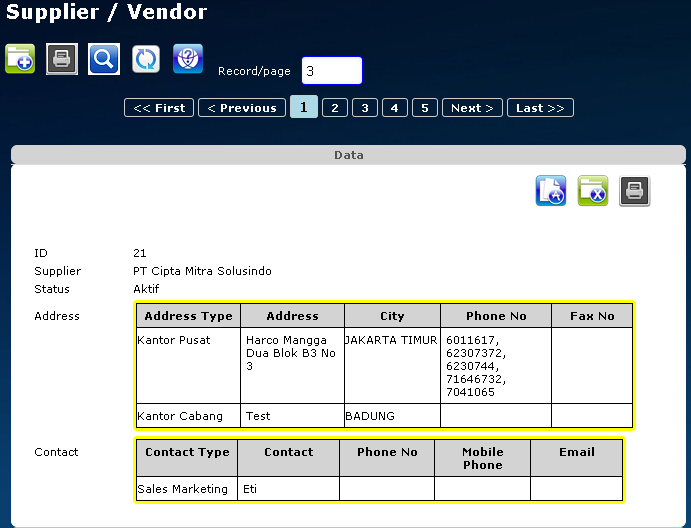 Supplier / Vendor
Record/page 3
<< First < Previous 1 2 3 4 5 Next > Last >>
Data
ID 21
Supplier PT Cipta Mitra Solusindo
Status Aktif
Address
Address Type Address City Phone No Fax No
Kantor Pusat Harco Mangga JAKARTA TIMUR 6011617,
Dua Blok B3 No 62307372,
3 6230744,
71646732,
7041065
Kantor Cabang Test BADUNG
Contact
Contact Type Contact Phone No Mobile Email
Phone
Sales Marketing Eti